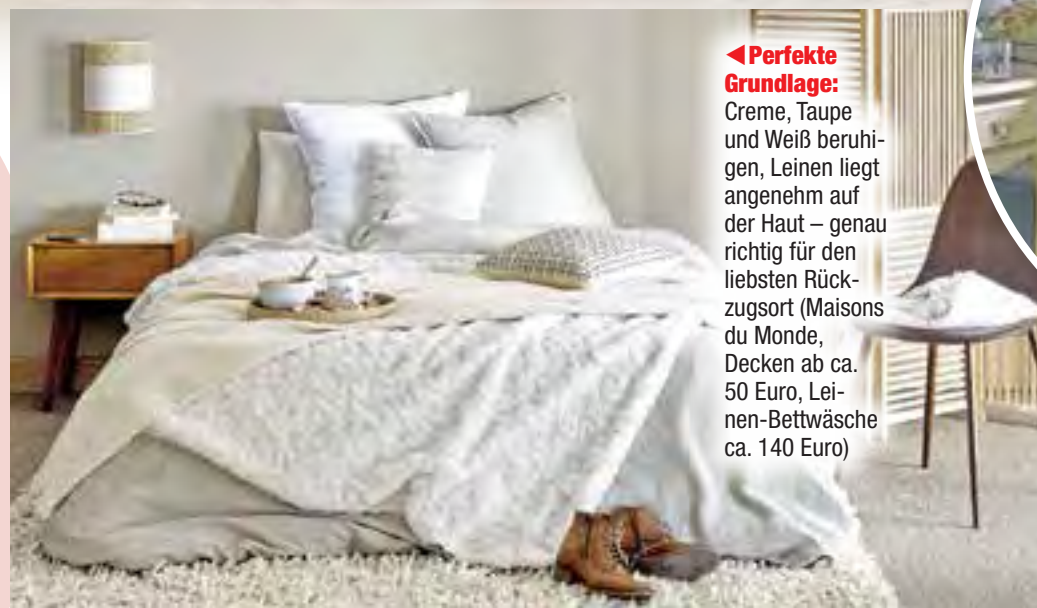 ◄Perfekte
Grundlage:
Creme, Taupe
und Weiß beruhi-
gen, Leinen liegt
angenehm auf
der Haut – genau
richtig für den
liebsten Rück-
zugsort (Maisons
du Monde,
Decken ab ca.
50 Euro, Lei-
nen-Bettwäsche
ca. 140 Euro)